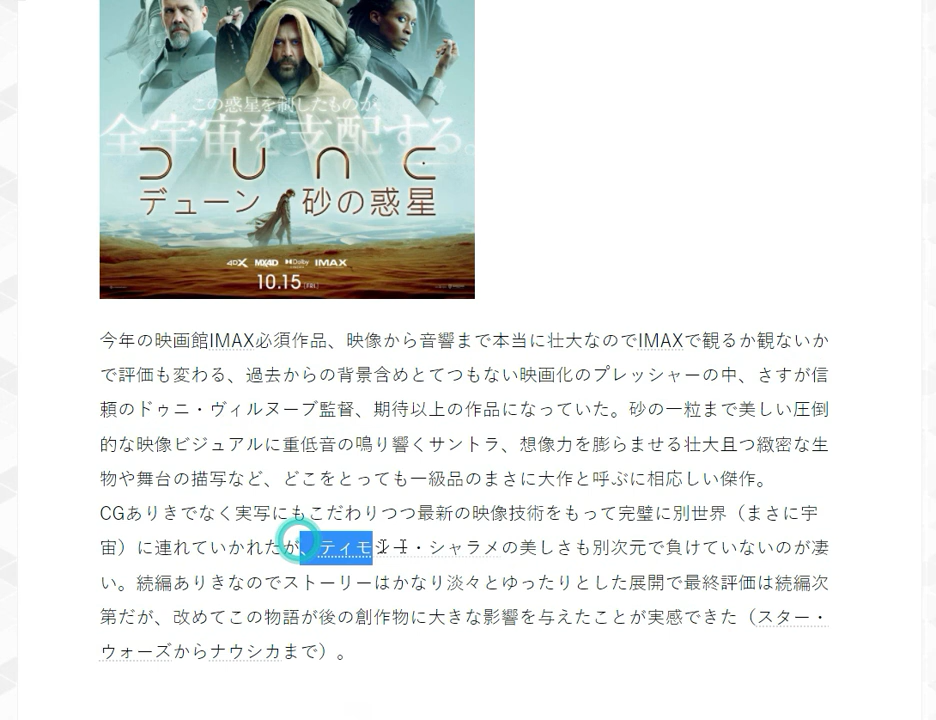 この惑星を制したものが、
全宇宙を支配する。
DUNE
デューン 砂の惑星
4DX MX4D Dolby IMAX
10.15 [FRI.]
今年の映画館IMAX必須作品、映像から音響まで本当に壮大なのでIMAXで観るか観ないか
で評価も変わる、過去からの背景含めとてつもない映画化のプレッシャーの中、さすが信
頼のドゥニ・ヴィルヌーブ監督、期待以上の作品になっていた。砂の一粒まで美しい圧倒
的な映像ビジュアルに重低音の鳴り響くサントラ、想像力を膨らませる壮大且つ緻密な生
物や舞台の描写など、どこをとっても一級品のまさに大作と呼ぶに相応しい傑作。
CGありきでなく実写にもこだわりつつ最新の映像技術をもって完璧に別世界（まさに宇
宙）に連れていかれたが、ティモシー・シャラメの美しさも別次元で負けていないのが凄
い。続編ありきなのでストーリーはかなり淡々とゆったりとした展開で最終評価は続編次
第だが、改めてこの物語が後の創作物に大きな影響を与えたことが実感できた（スター・
ウォーズからナウシカまで）。